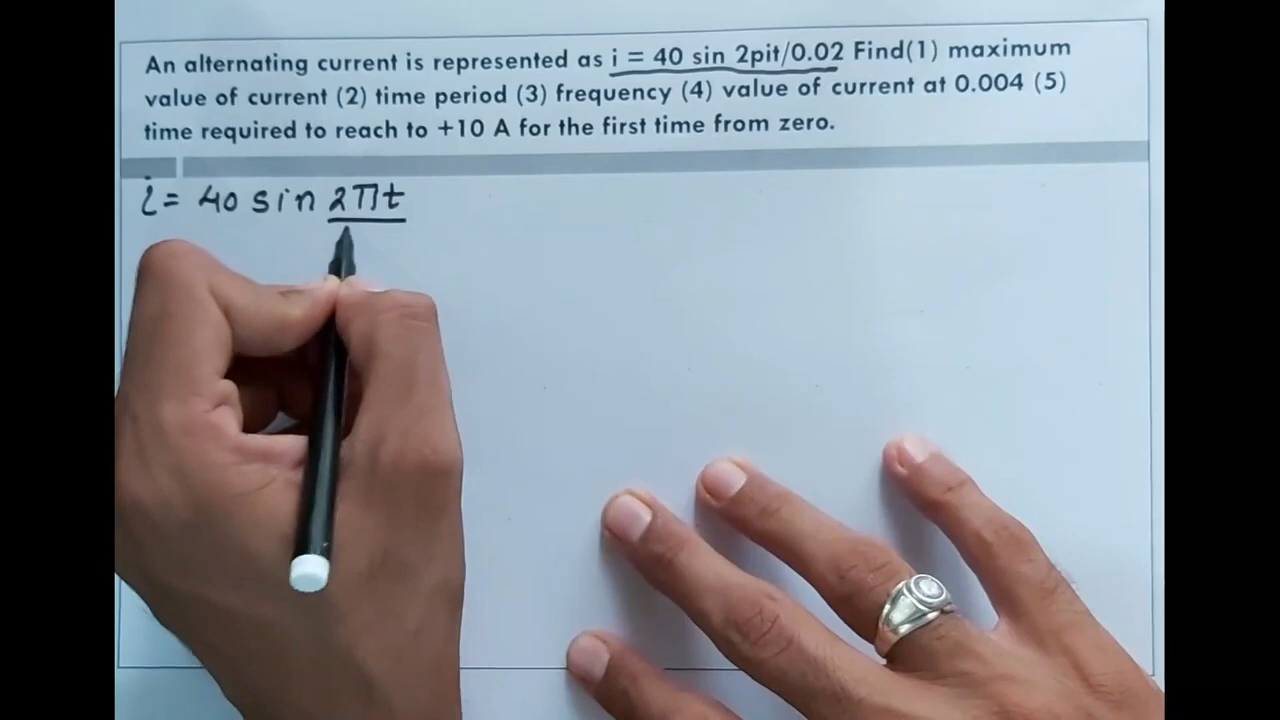 An alternating current is represented as i = 40 sin 2pit/0.02 Find(1) maximum
value of current (2) time period (3) frequency (4) value of current at 0.004 (5)
time required to reach to +10 A for the first time from zero.
i = 40 sin 2πt